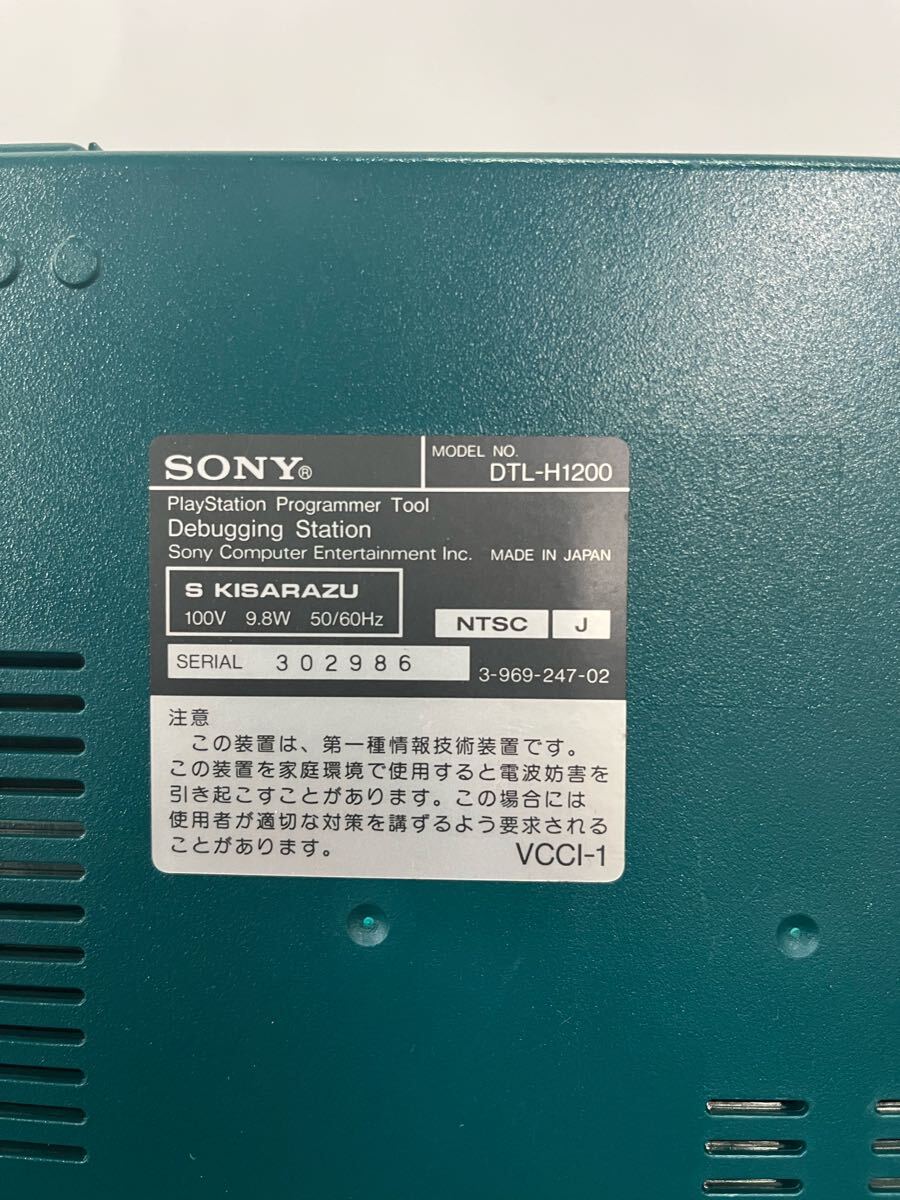 SONY®
MODEL NO.
DTL-H1200
PlayStation Programmer Tool
Debugging Station
Sony Computer Entertainment Inc. MADE IN JAPAN
S KISARAZU
100V 9.8W 50/60Hz
NTSC J
SERIAL 302986
3-969-247-02
注意
この装置は、第一種情報技術装置です。
この装置を家庭環境で使用すると電波妨害を
引き起こすことがあります。この場合には
使用者が適切な対策を講ずるよう要求される
ことがあります。
VCCI-1